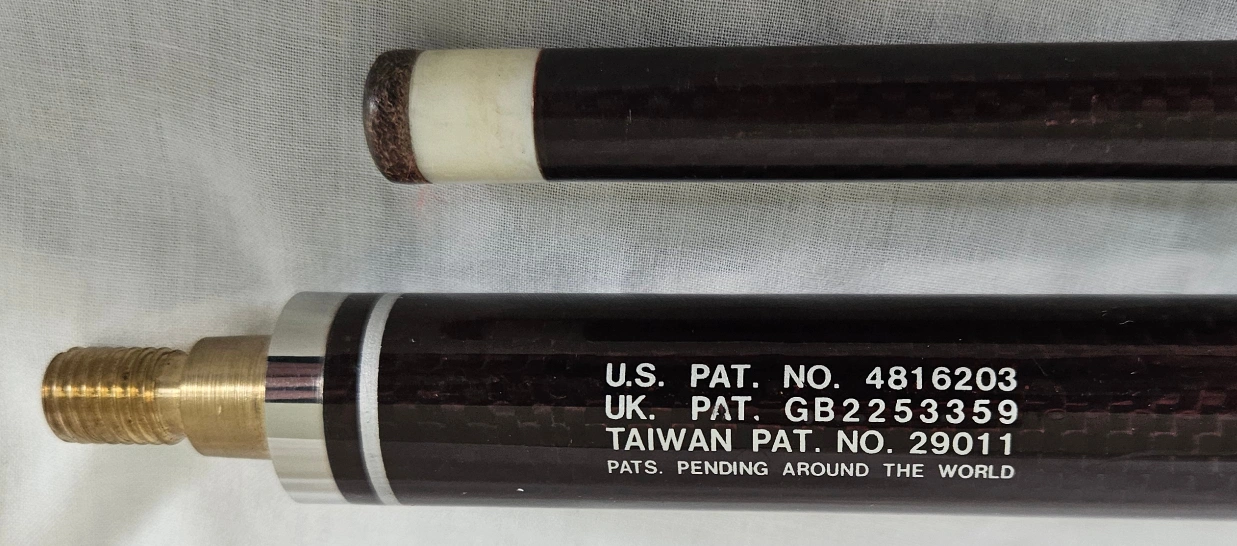 U.S. PAT. NO. 4816203
UK. PAT. GB2253359
TAIWAN PAT. NO. 29011
PATS. PENDING AROUND THE WORLD